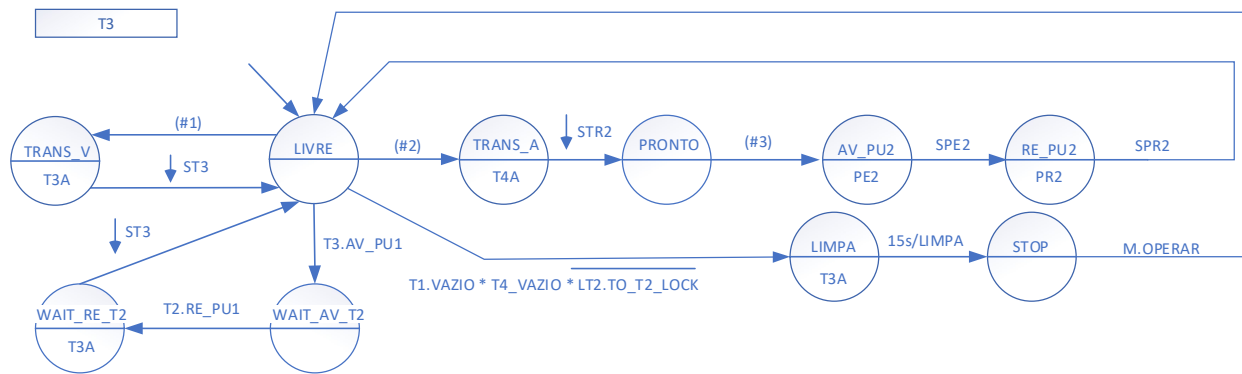 T3
(#1)
TRANS_V
T3A
ST3
LIVRE
(#2)
TRANS_A
T4A
STR2
PRONTO
(#3)
AV_PU2
PE2
SPE2
RE_PU2
PR2
SPR2
ST3
T3.AV_PU1
T1.VAZIO * T4_VAZIO * LT2.TO_T2_LOCK
LIMPA
T3A
15s/LIMPA
STOP
M.OPERAR
WAIT_RE_T2
T3A
T2.RE_PU1
WAIT_AV_T2